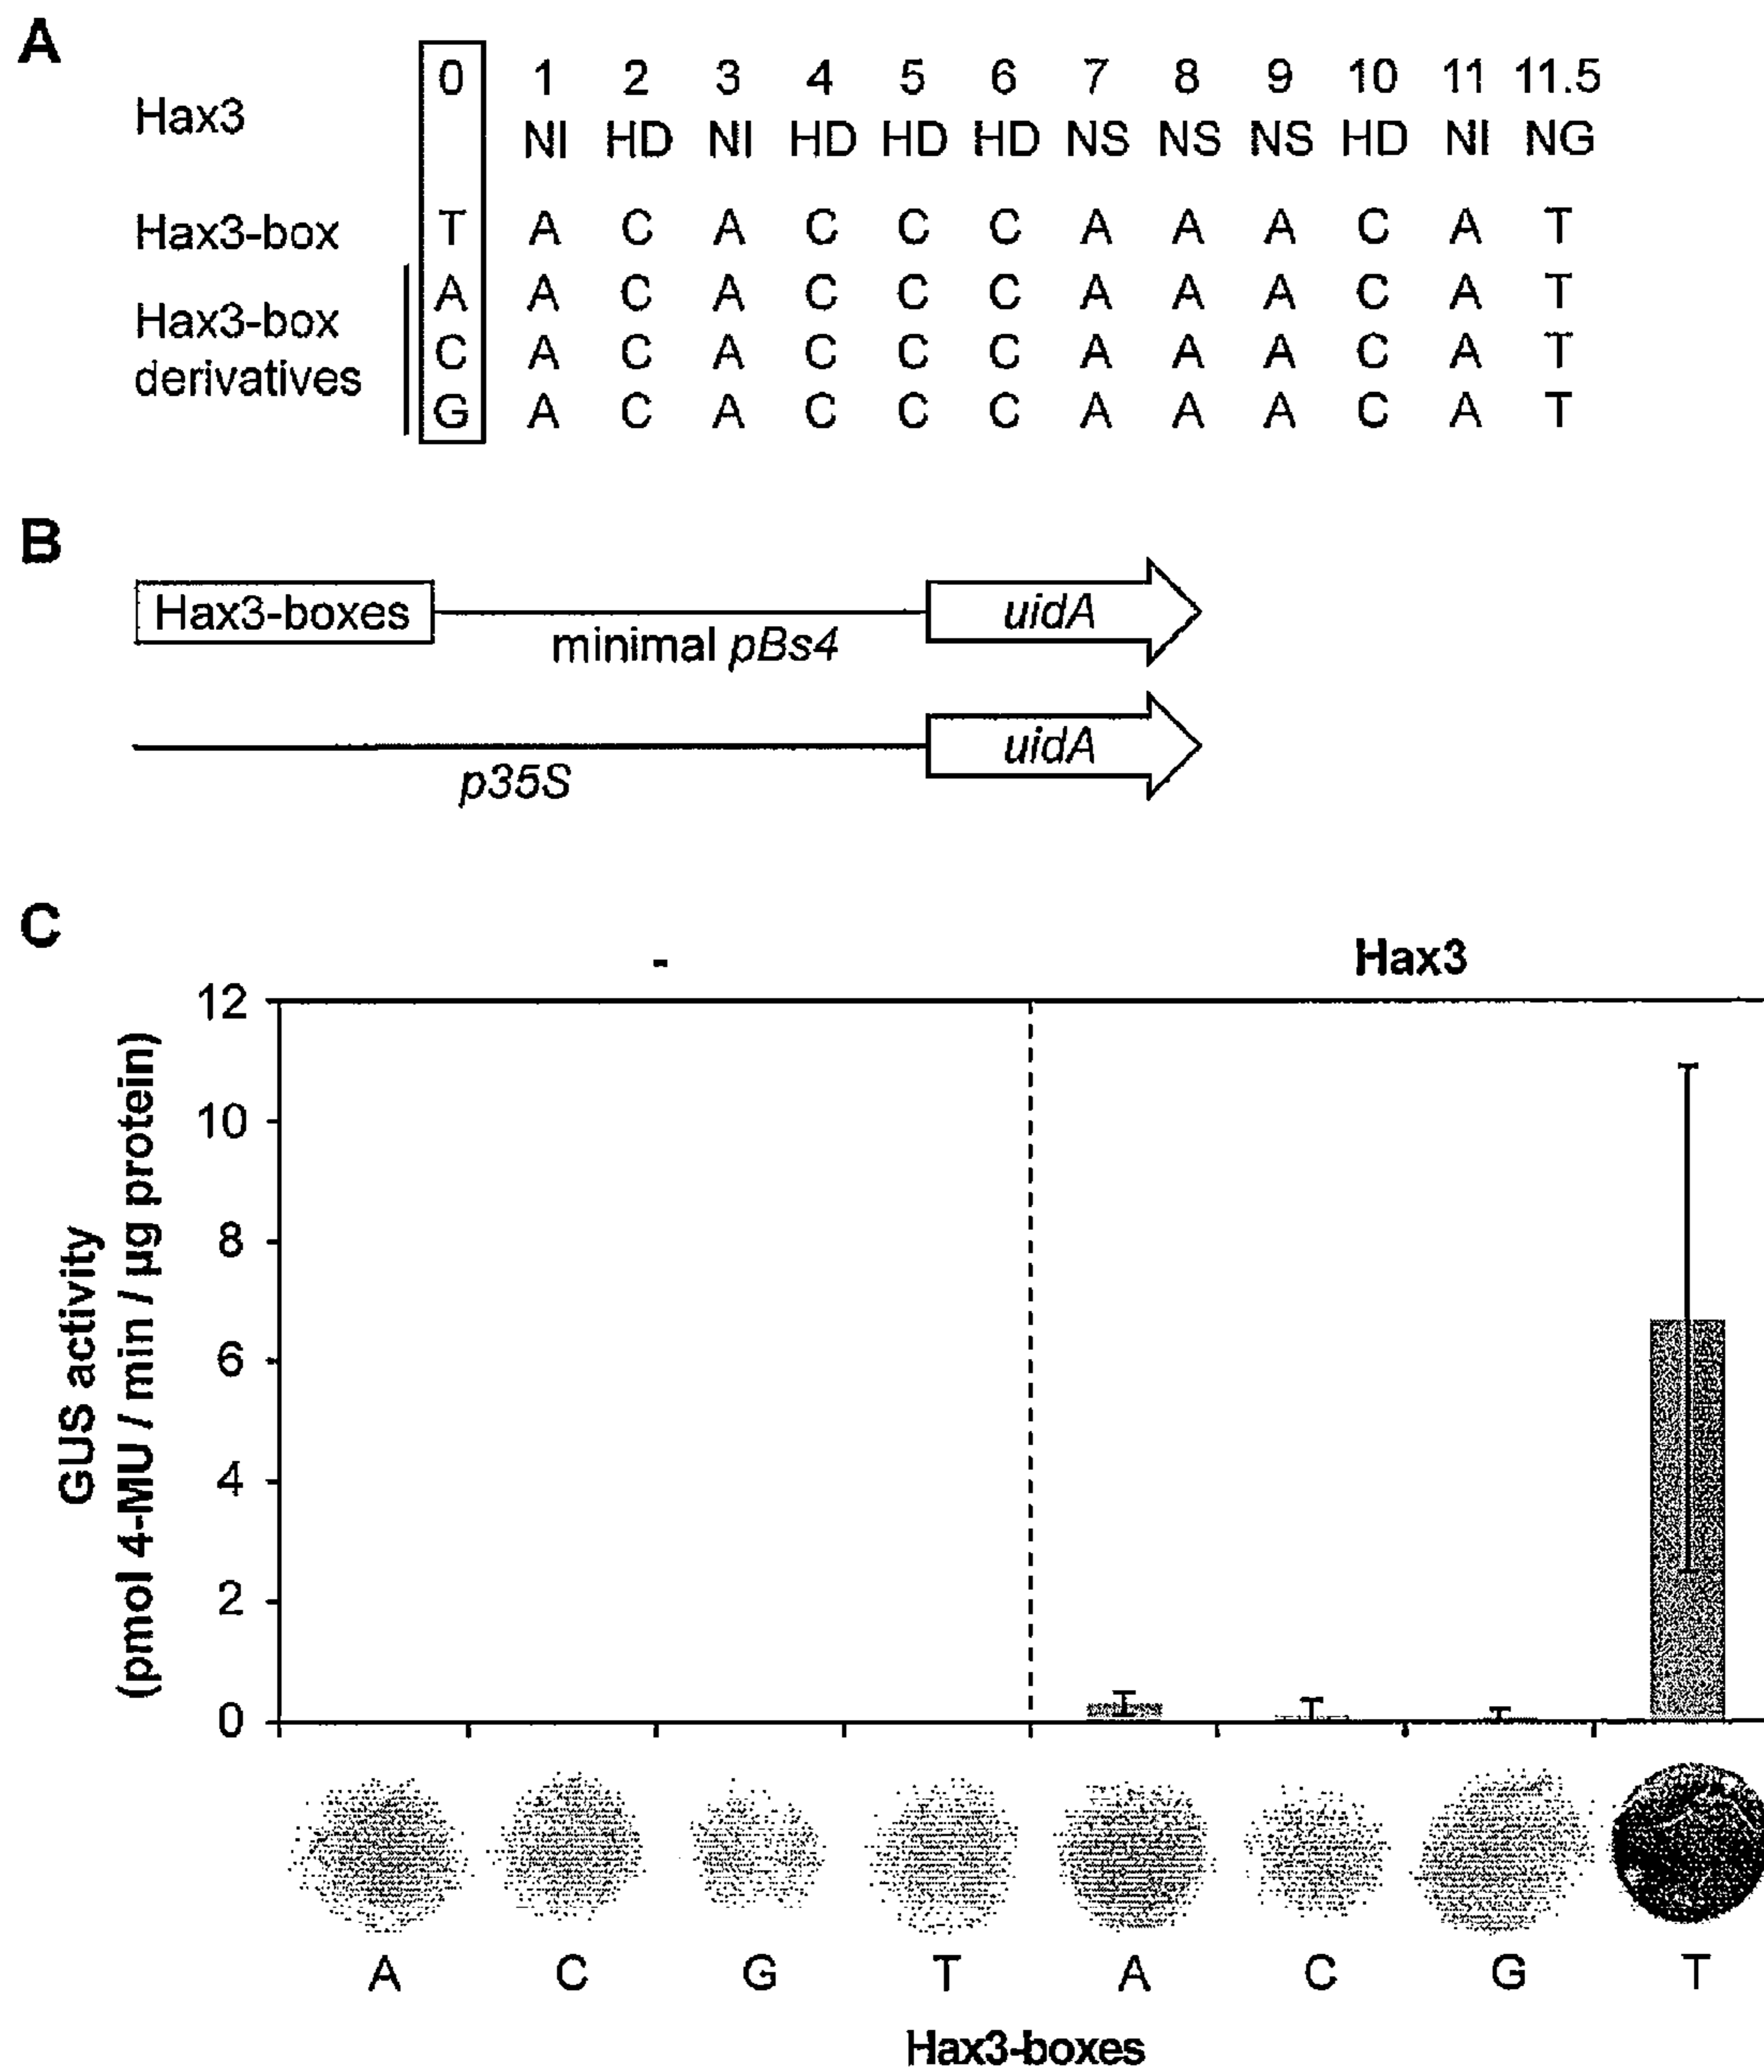 A
0 1 2 3 4 5 6 7 8 9 10 11 11.5
Hax3 NI HD NI HD HD HD NS NS NS HD NI NG
Hax3-box T A C A C C C A A A C A T
Hax3-box derivatives
A A C A C C C A A A C A T
C A C A C C C A A A C A T
G A C A C C C A A A C A T
B
Hax3-boxes minimal pBs4 uidA
p35S uidA
C
- Hax3
GUS activity
(pmol 4-MU / min / µg protein)
12
10
8
6
4
2
0
A C G T A C G T
Hax3-boxes